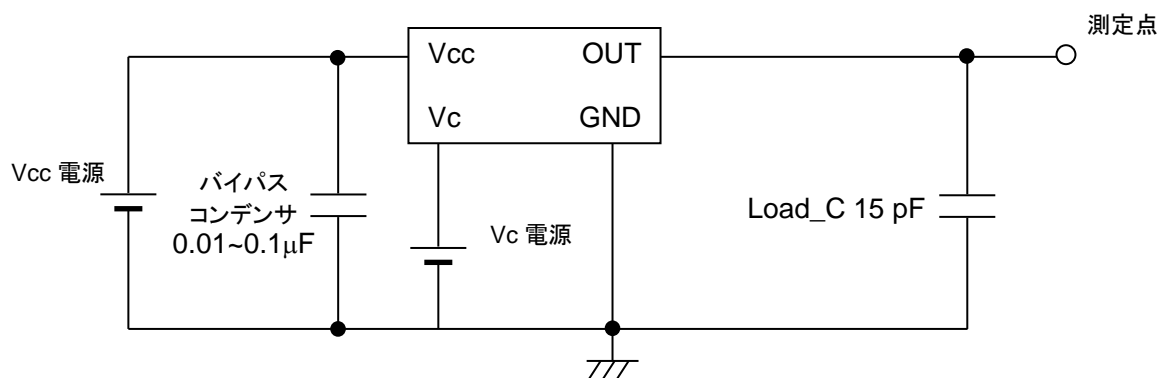 測定点
Vcc OUT
Vc GND
Vcc 電源
バイパス
コンデンサ
0.01~0.1μF
Vc 電源
Load_C 15 pF